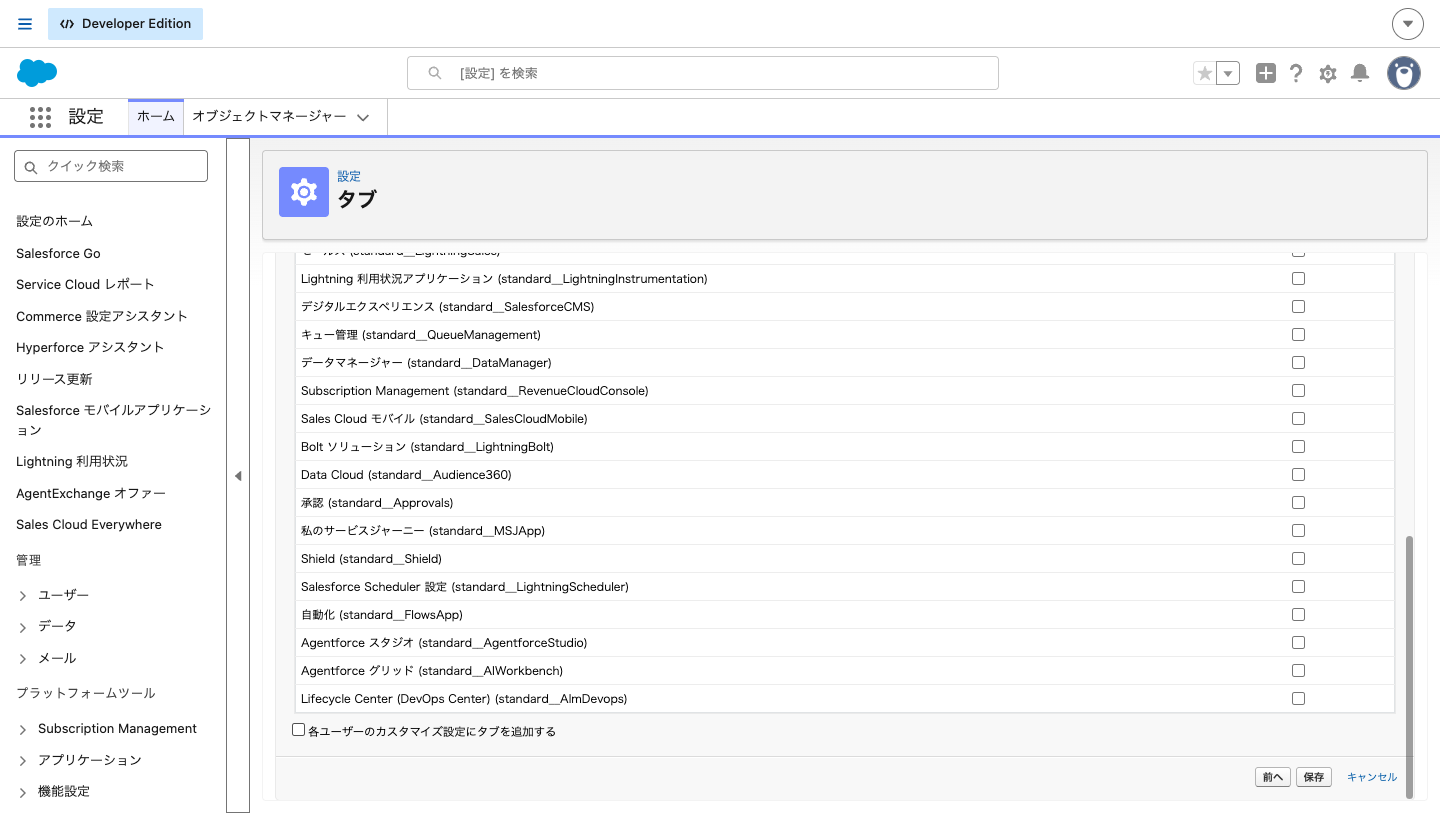 Developer Edition
[設定] を検索
設定
ホーム
オブジェクトマネージャー
クイック検索
設定のホーム
Salesforce Go
Service Cloud レポート
Commerce 設定アシスタント
Hyperforce アシスタント
リリース更新
Salesforce モバイルアプリケーシ
ョン
Lightning 利用状況
AgentExchange オファー
Sales Cloud Everywhere
管理
ユーザー
データ
メール
プラットフォームツール
Subscription Management
アプリケーション
機能設定
設定
タブ
セールス (standard__LightningSales)
Lightning 利用状況アプリケーション (standard__LightningInstrumentation)
デジタルエクスペリエンス (standard__SalesforceCMS)
キュー管理 (standard__QueueManagement)
データマネージャー (standard__DataManager)
Subscription Management (standard__RevenueCloudConsole)
Sales Cloud モバイル (standard__SalesCloudMobile)
Bolt ソリューション (standard__LightningBolt)
Data Cloud (standard__Audience360)
承認 (standard__Approvals)
私のサービスジャーニー (standard__MSJApp)
Shield (standard__Shield)
Salesforce Scheduler 設定 (standard__LightningScheduler)
自動化 (standard__FlowsApp)
Agentforce スタジオ (standard__AgentforceStudio)
Agentforce グリッド (standard__AIWorkbench)
Lifecycle Center (DevOps Center) (standard__AlmDevops)
各ユーザーのカスタマイズ設定にタブを追加する
前へ
保存
キャンセル